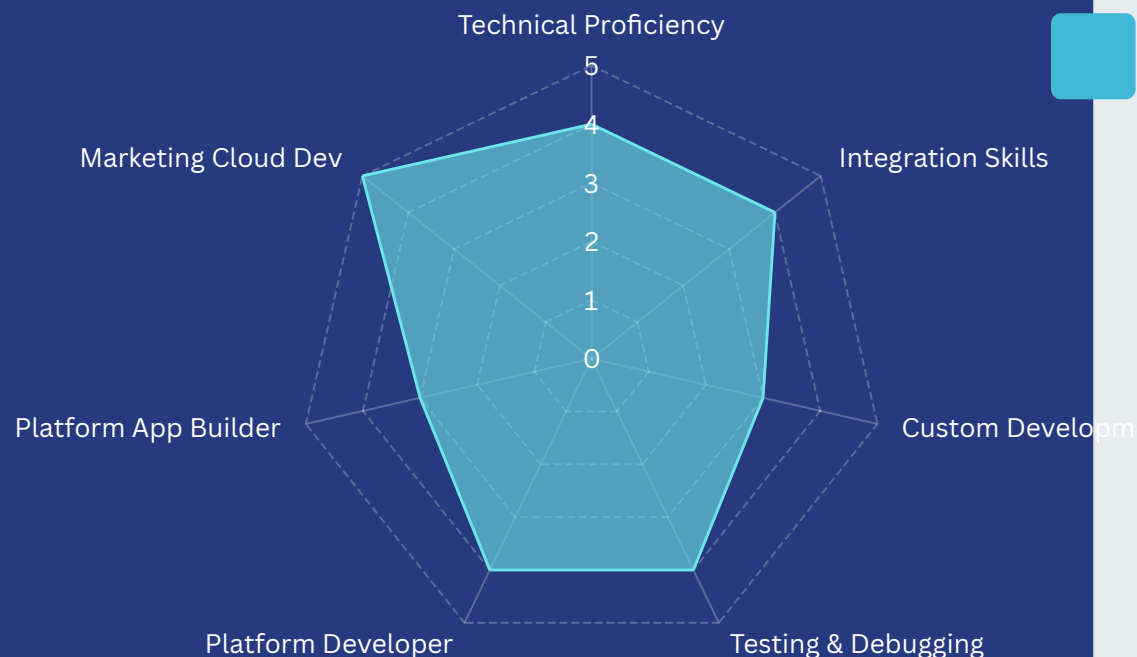 Technical Proficiency
5
4
Marketing Cloud Dev
Integration Skills
3
2
1
0
Platform App Builder
Custom Developm
Platform Developer
Testing & Debugging